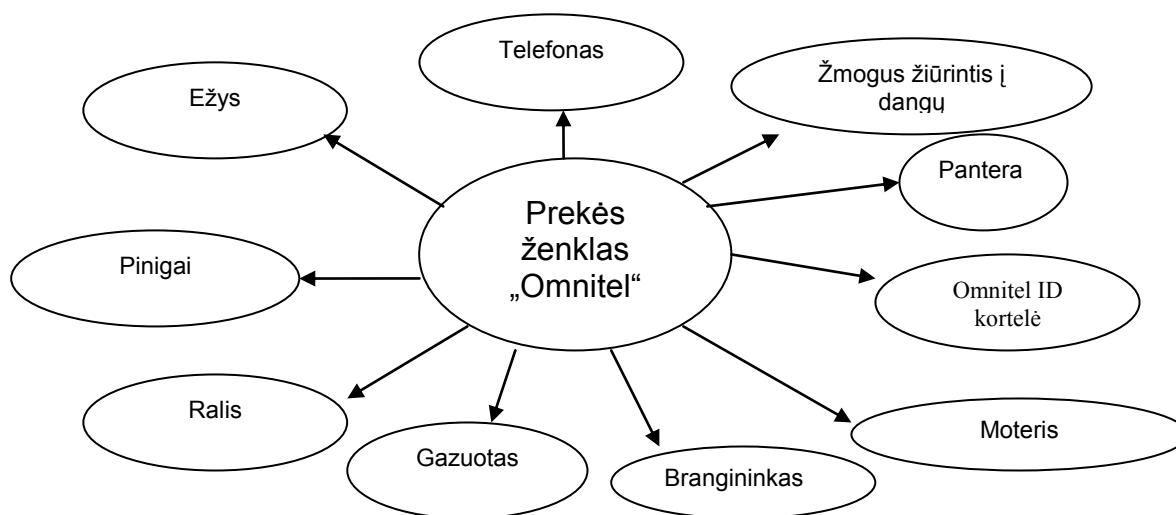 Telefonas
Žmogus žiūrintis į
dangų
Ežys
Pantera
Prekės
ženklas
„Omnitel“
Pinigai
Omnitel ID
kortelė
Ralis
Moteris
Gazuotas
Brangininkas